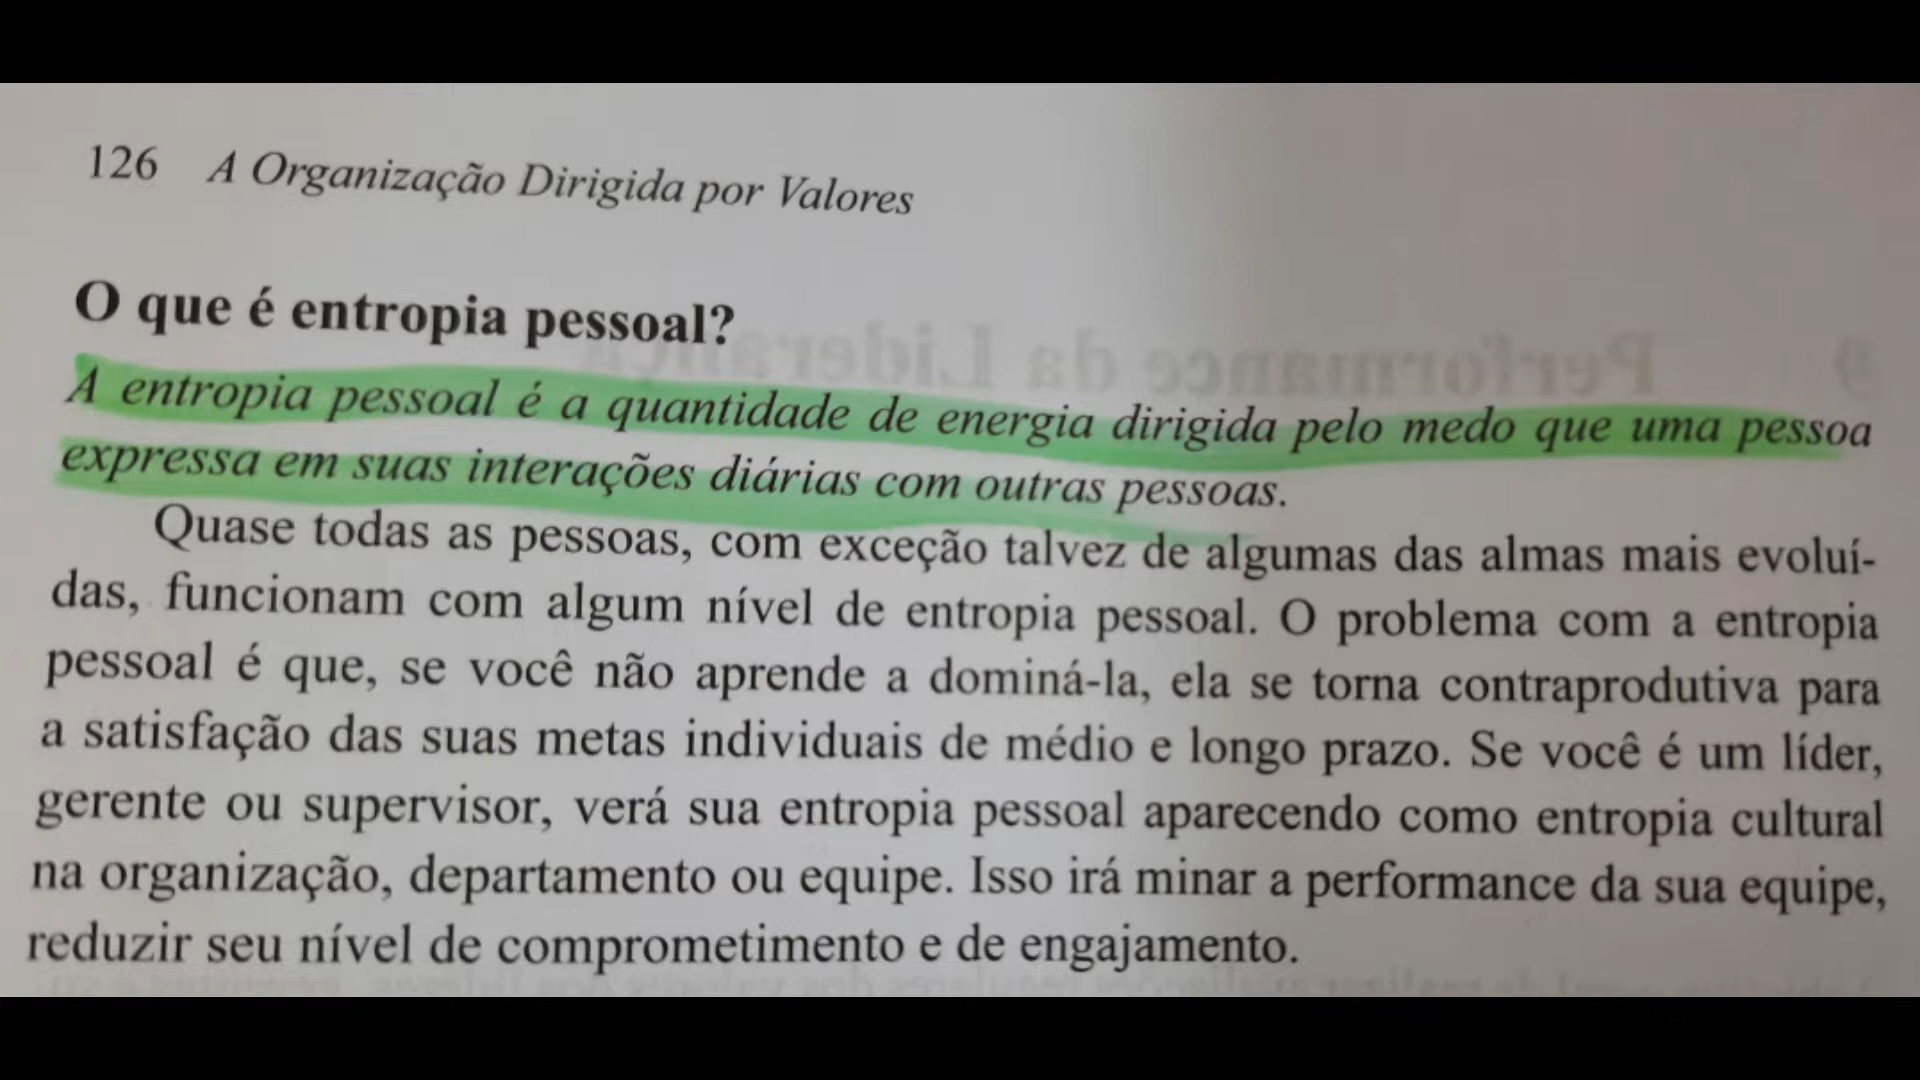 126 A Organização Dirigida por Valores
O que é entropia pessoal?
A entropia pessoal é a quantidade de energia dirigida pelo medo que uma pessoa
expressa em suas interações diárias com outras pessoas.
Quase todas as pessoas, com exceção talvez de algumas das almas mais evoluí-
das, funcionam com algum nível de entropia pessoal. O problema com a entropia
pessoal é que, se você não aprende a dominá-la, ela se torna contraprodutiva para
a satisfação das suas metas individuais de médio e longo prazo. Se você é um líder,
gerente ou supervisor, verá sua entropia pessoal aparecendo como entropia cultural
na organização, departamento ou equipe. Isso irá minar a performance da sua equipe,
reduzir seu nível de comprometimento e de engajamento.